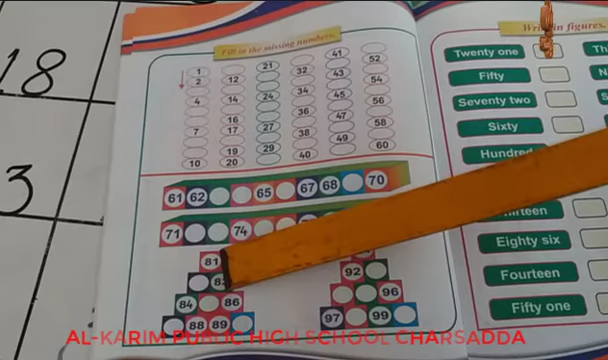 18
3
Fill in the missing numbers.
1 21 32 41 52
2 12 43 54
4 14 24 34 45 56
16 36 47
7 17 27 38 58
19 29 49
10 20 40 60
61 62 65 67 68 70
71 74
81
84 86
88 89
92
96
97 99
in figures.
Twenty one
Fifty
Seventy two
Sixty
Eighty six
Fourteen
Fifty one
AL-KARIM PUBLIC HIGH SCHOOL CHARSADDA